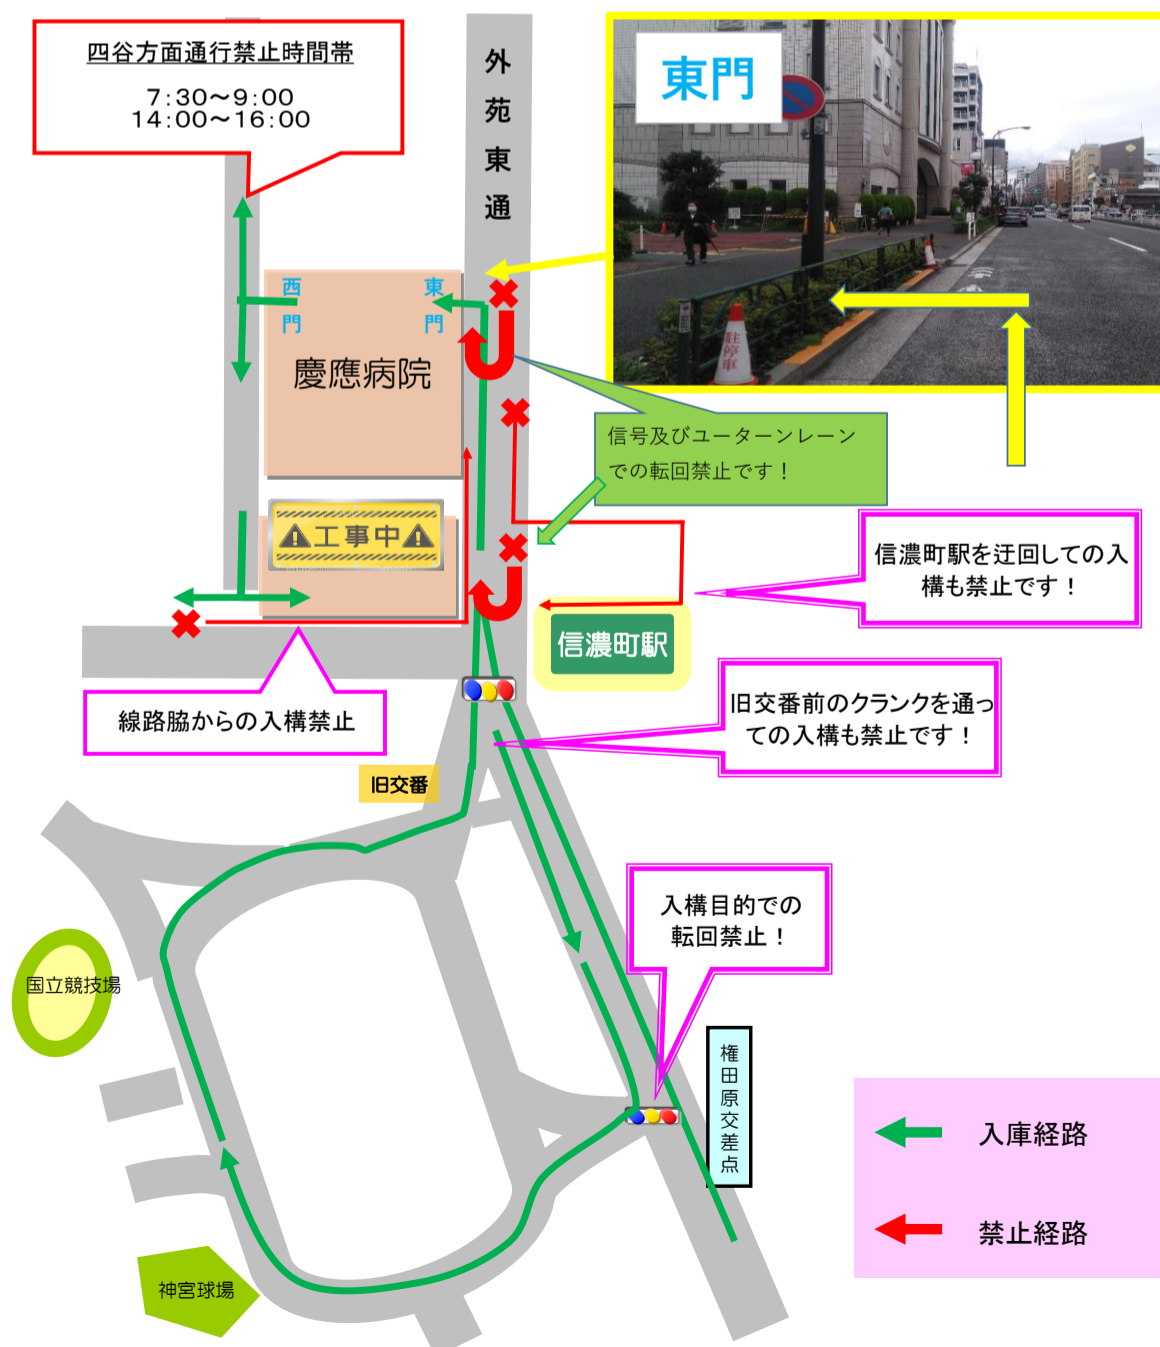 四谷方面通行禁止時間帯
7:30～9:00
14:00～16:00
外苑東通
東門
駐停車
西門
東門
慶應病院
信号及びユーターンレーン
での転回禁止です！
工事中
信濃町駅を迂回しての入
構も禁止です！
信濃町駅
線路脇からの入構禁止
旧交番前のクランクを通っ
ての入構も禁止です！
旧交番
入構目的での
転回禁止！
国立競技場
権田原交差点
入庫経路
禁止経路
神宮球場